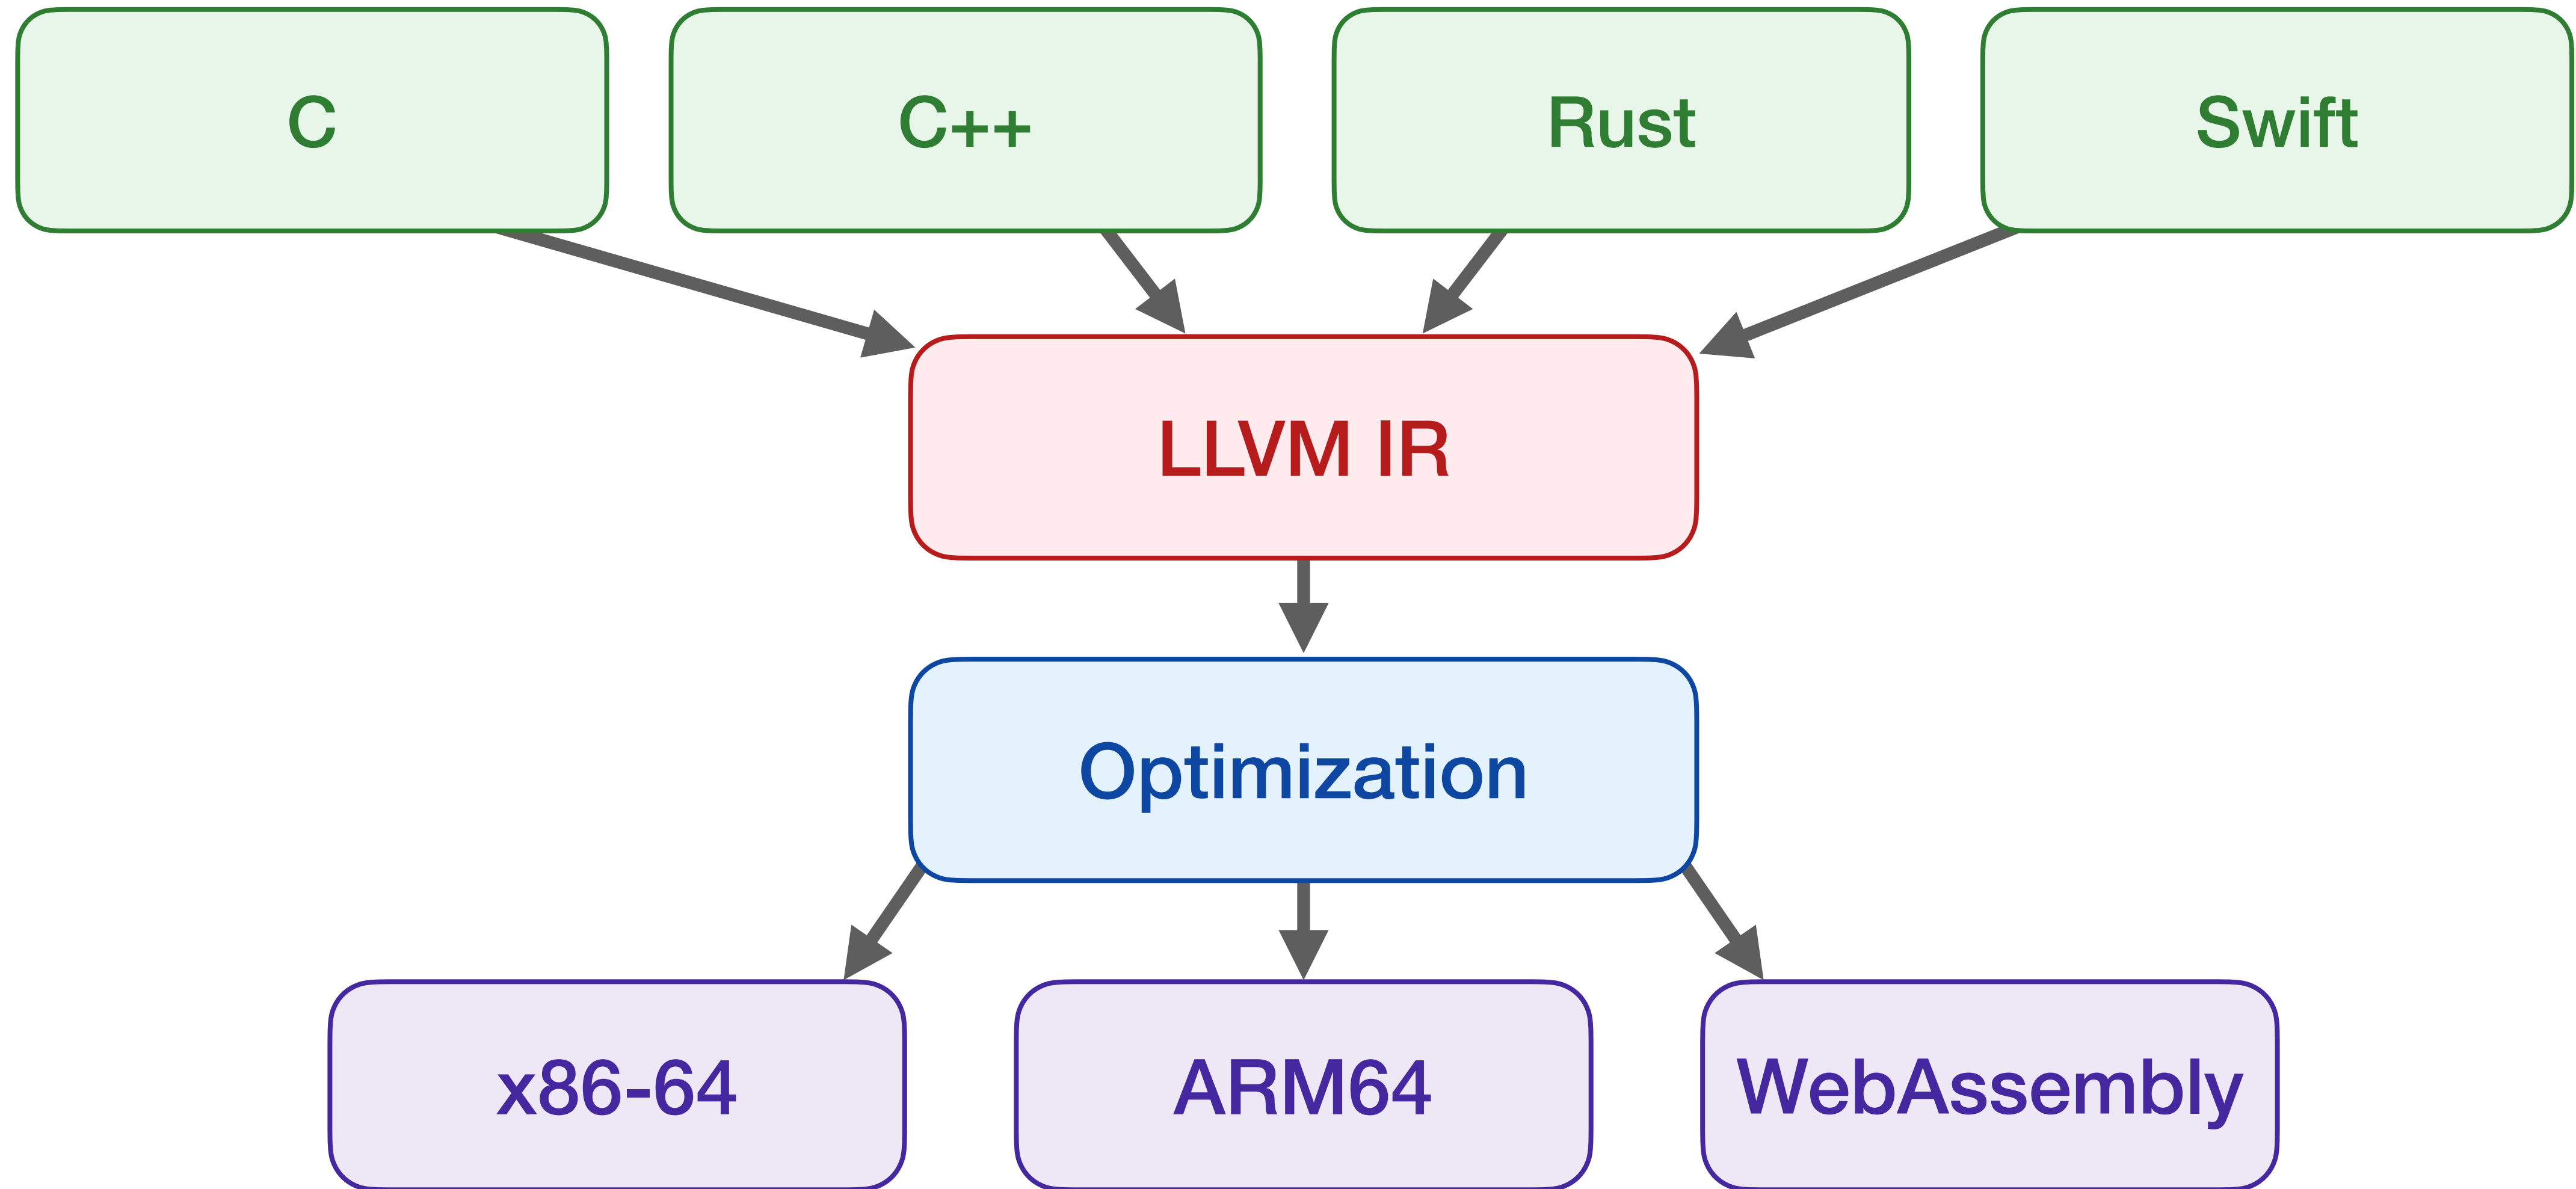 C
C++
Rust
Swift
LLVM IR
Optimization
x86-64
ARM64
WebAssembly